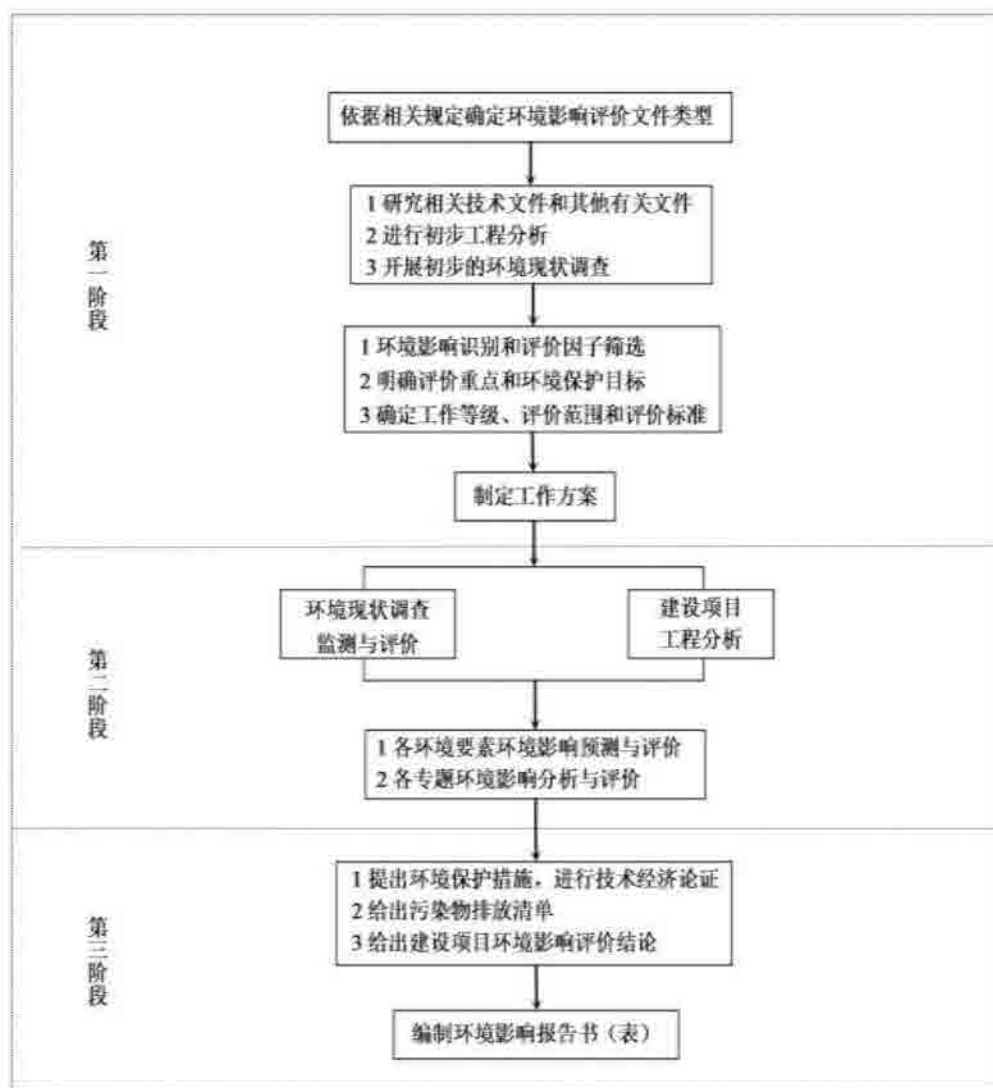 依据相关规定确定环境影响评价文件类型
1 研究相关技术文件和其他有关文件
2 进行初步工程分析
3 开展初步的环境现状调查
第一阶段
1 环境影响识别和评价因子筛选
2 明确评价重点和环境保护目标
3 确定工作等级、评价范围和评价标准
制定工作方案
环境现状调查
监测与评价
建设项目
工程分析
第二阶段
1 各环境要素环境影响预测与评价
2 各专题环境影响分析与评价
1 提出环境保护措施，进行技术经济论证
2 给出污染物排放清单
3 给出建设项目环境影响评价结论
第三阶段
编制环境影响报告书（表）